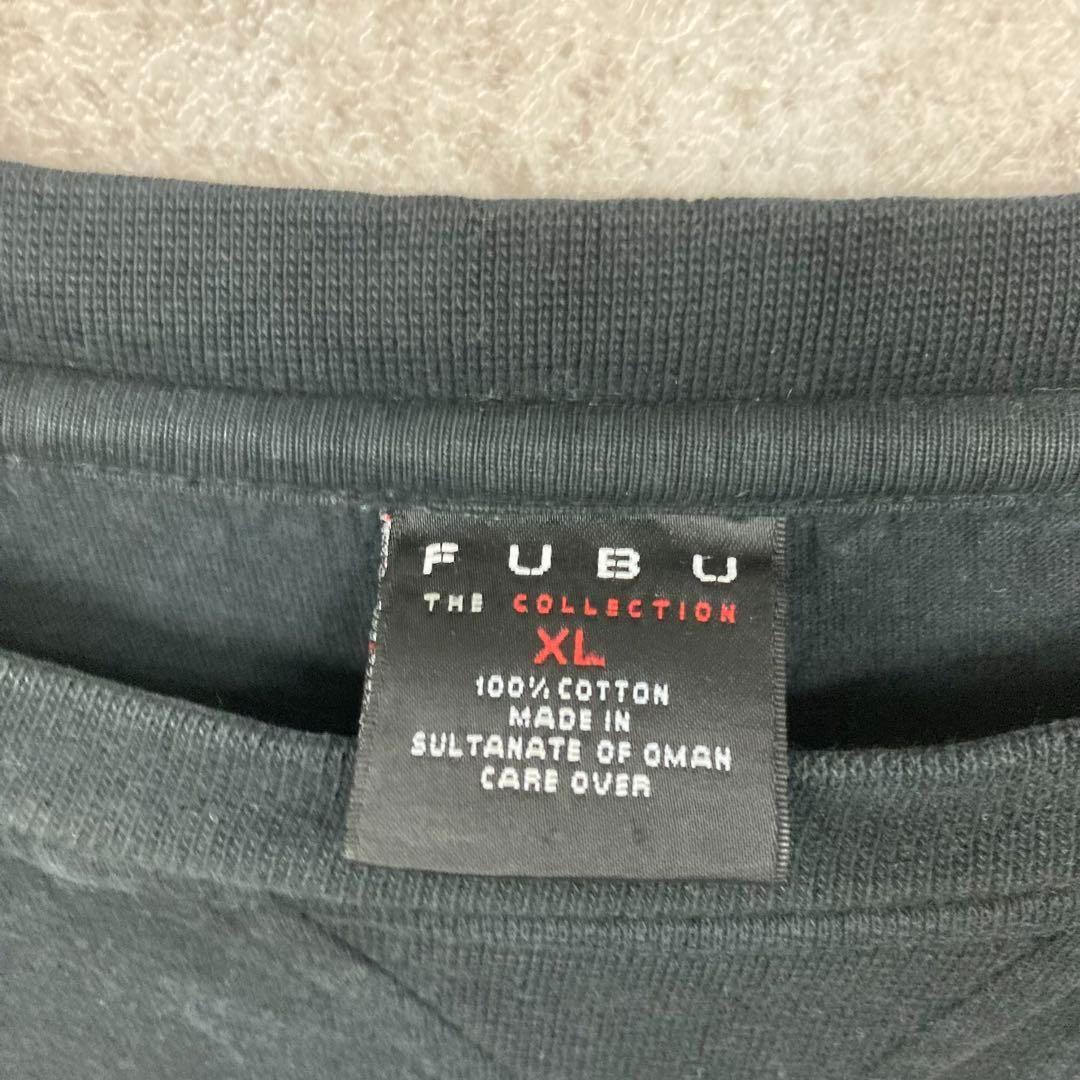 FUBU
THE COLLECTION
XL
100% COTTON
MADE IN
SULTANATE OF OMAN
CARE OVER